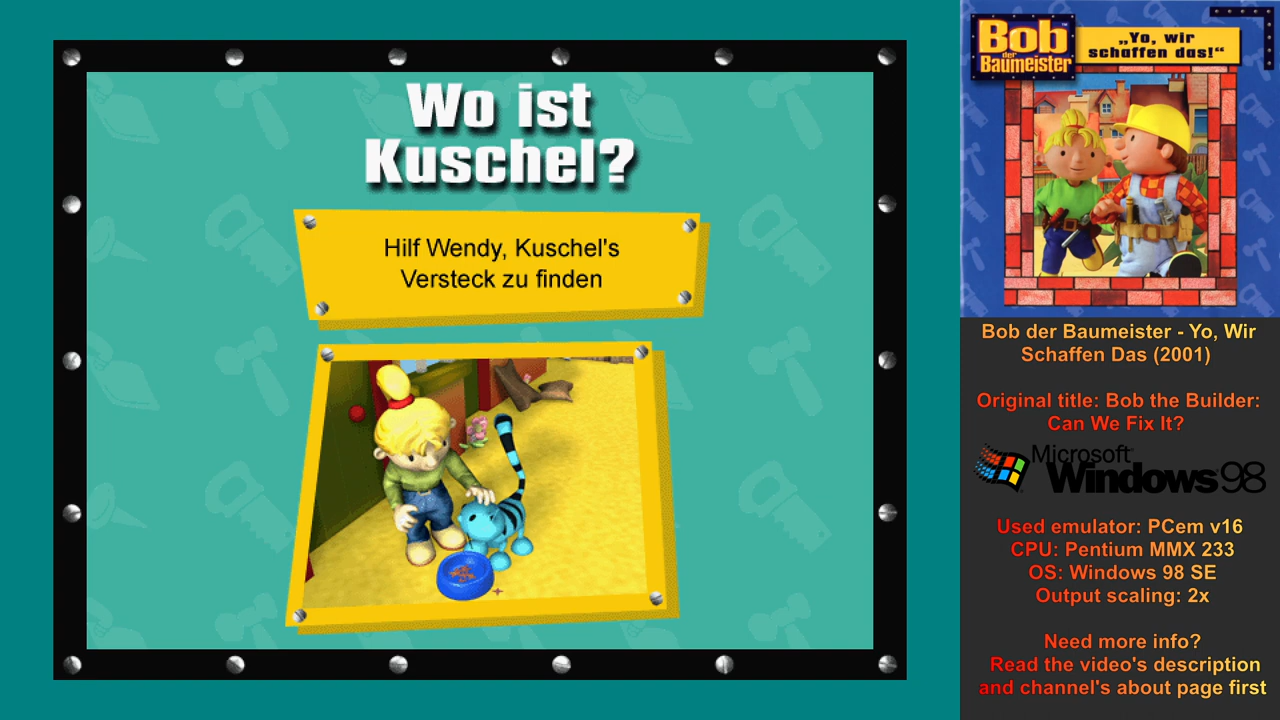 Wo ist
Kuschel?
Hilf Wendy, Kuschel's
Versteck zu finden
Bob
der
Baumeister
TM
„Yo, wir
schaffen das!“
Bob der Baumeister - Yo, Wir
Schaffen Das (2001)
Original title: Bob the Builder:
Can We Fix It?
Microsoft
Windows 98
Used emulator: PCem v16
CPU: Pentium MMX 233
OS: Windows 98 SE
Output scaling: 2x
Need more info?
Read the video's description
and channel's about page first